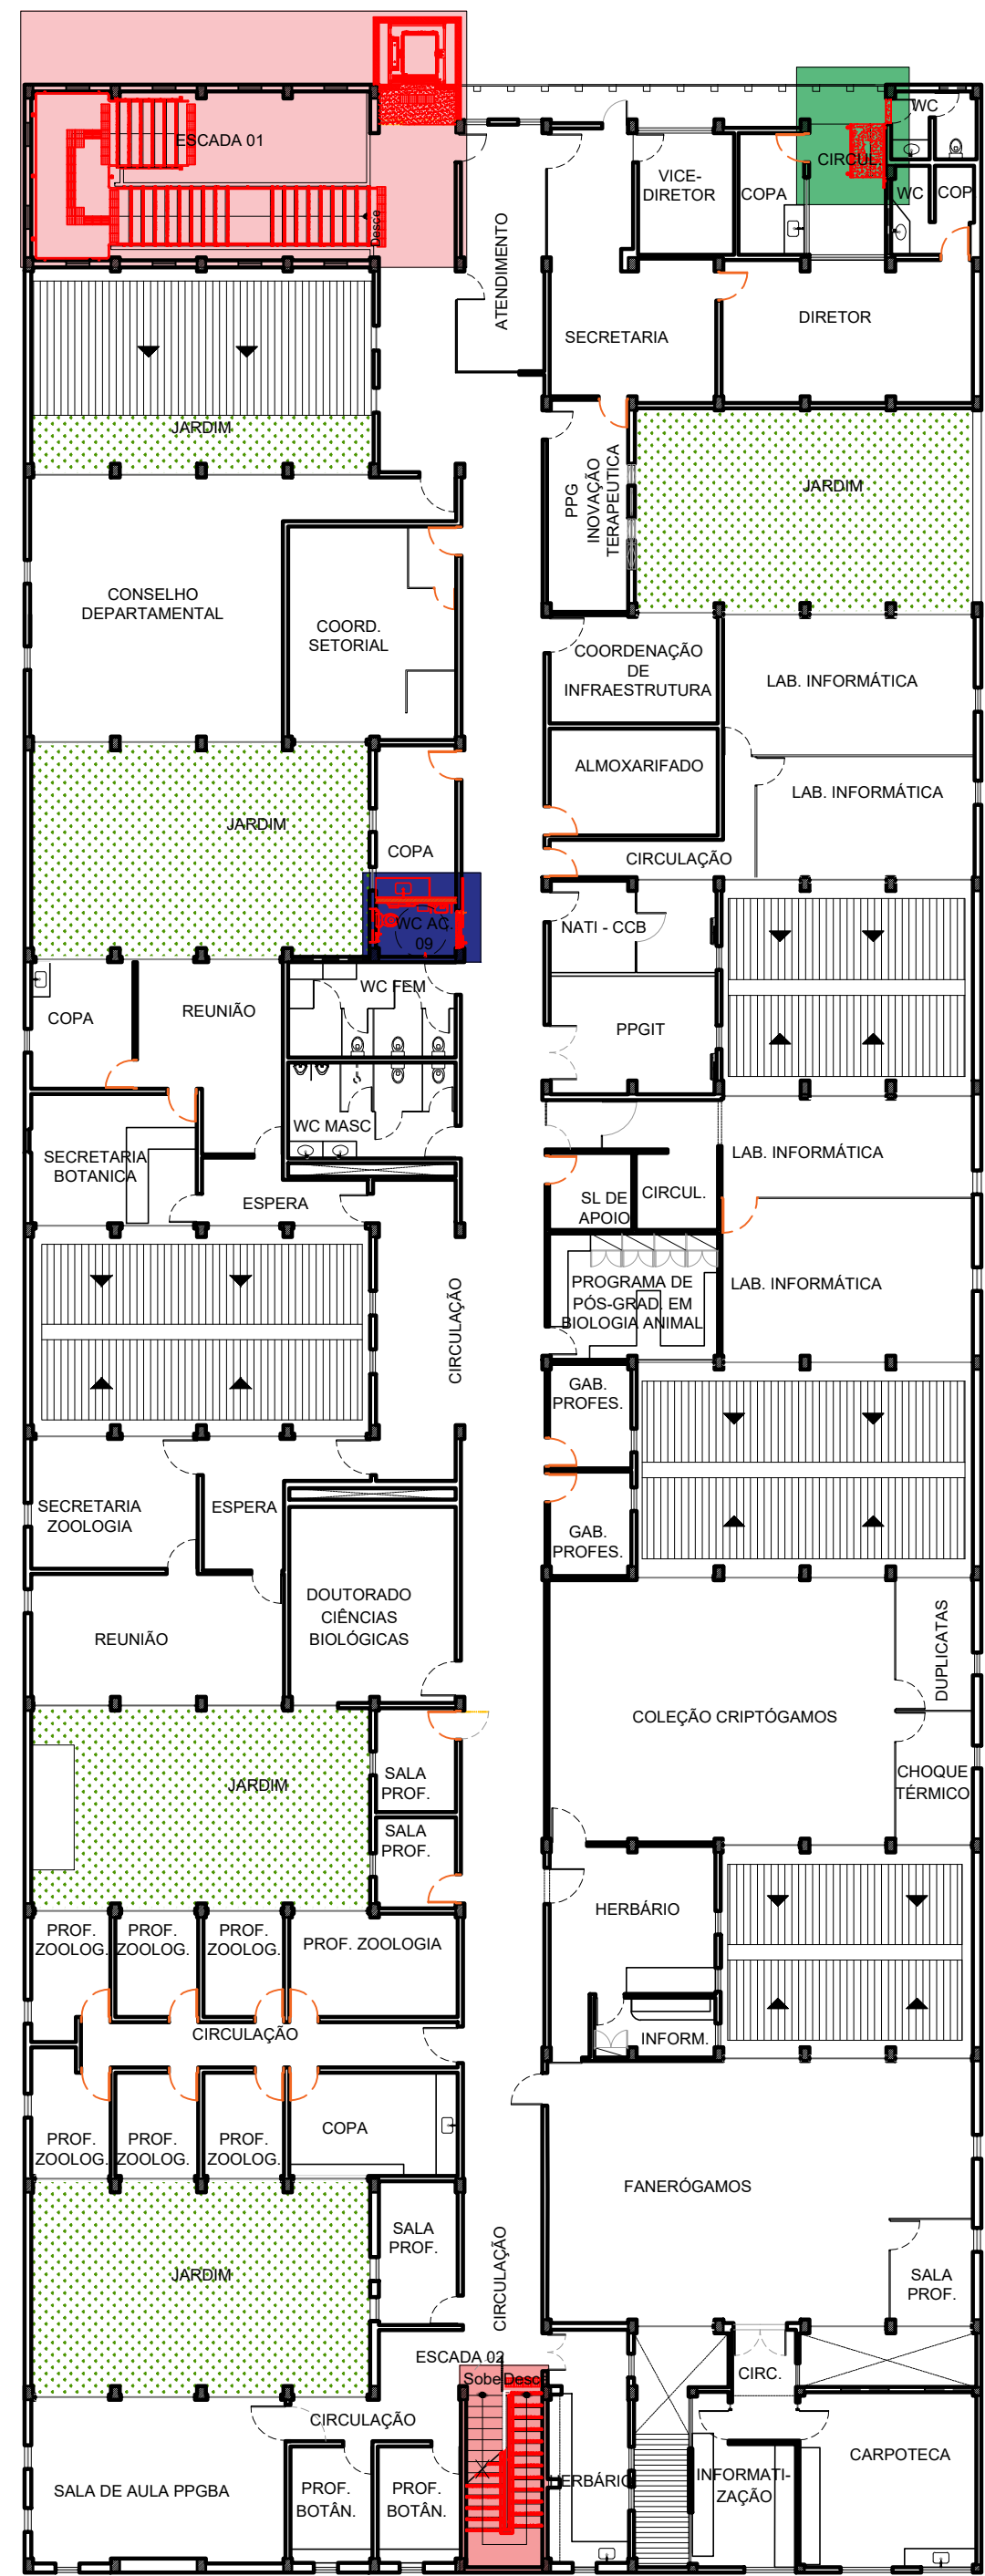 ESCADA 01
Desce
ATENDIMENTO
VICE-
DIRETOR
COPA
CIRCUL.
WC
WC
COP
SECRETARIA
DIRETOR
JARDIM
PPG
INOVAÇÃO
TERAPEUTICA
JARDIM
CONSELHO
DEPARTAMENTAL
COORD.
SETORIAL
COORDENAÇÃO
DE
INFRAESTRUTURA
LAB. INFORMÁTICA
ALMOXARIFADO
LAB. INFORMÁTICA
JARDIM
COPA
CIRCULAÇÃO
WC AC.
09
NATI - CCB
WC FEM
COPA
REUNIÃO
PPGIT
WC MASC
SECRETARIA
BOTANICA
ESPERA
LAB. INFORMÁTICA
SL DE
APOIO
CIRCUL.
CIRCULAÇÃO
PROGRAMA DE
PÓS-GRAD. EM
BIOLOGIA ANIMAL
LAB. INFORMÁTICA
GAB.
PROFES.
SECRETARIA
ZOOLOGIA
ESPERA
GAB.
PROFES.
DOUTORADO
CIÊNCIAS
BIOLÓGICAS
REUNIÃO
DUPLICATAS
COLEÇÃO CRIPTÓGAMOS
CHOQUE
TÉRMICO
JARDIM
SALA
PROF.
SALA
PROF.
HERBÁRIO
PROF.
ZOOLOG.
PROF.
ZOOLOG.
PROF.
ZOOLOG.
PROF. ZOOLOGIA
CIRCULAÇÃO
INFORM.
PROF.
ZOOLOG.
PROF.
ZOOLOG.
PROF.
ZOOLOG.
COPA
FANERÓGAMOS
SALA
PROF.
CIRCULAÇÃO
JARDIM
SALA
PROF.
ESCADA 02
Sobe
Desce
CIRC.
CIRCULAÇÃO
SALA DE AULA PPGBA
PROF.
BOTÂN.
PROF.
BOTÂN.
HERBÁRIO
INFORMATI-
ZAÇÃO
CARPOTECA